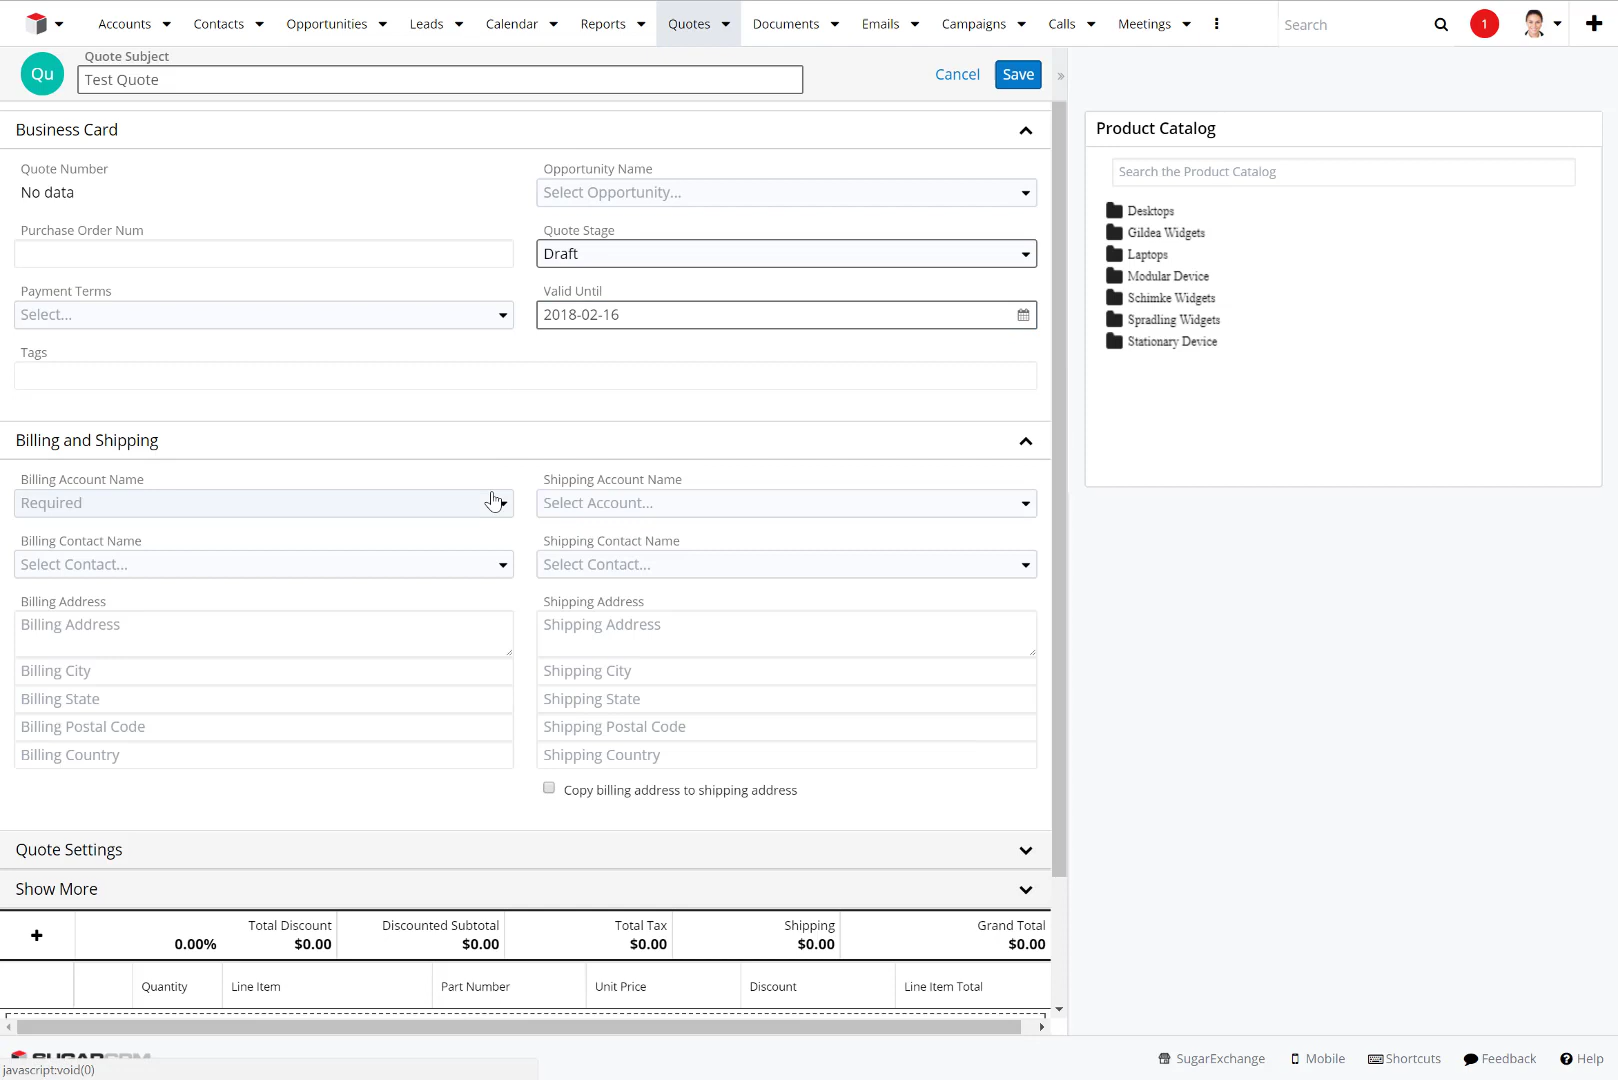 Accounts Contacts Opportunities Leads Calendar Reports Quotes Documents Emails Campaigns Calls Meetings Search 1
Qu
Quote Subject
Test Quote
Cancel Save »
Business Card
Quote Number
No data
Opportunity Name
Select Opportunity...
Purchase Order Num
Quote Stage
Draft
Payment Terms
Select...
Valid Until
2018-02-16
Tags
Billing and Shipping
Billing Account Name
Required
Shipping Account Name
Select Account...
Billing Contact Name
Select Contact...
Shipping Contact Name
Select Contact...
Billing Address
Billing Address
Billing City
Billing State
Billing Postal Code
Billing Country
Shipping Address
Shipping Address
Shipping City
Shipping State
Shipping Postal Code
Shipping Country
Copy billing address to shipping address
Quote Settings
Show More
Total Discount Discounted Subtotal Total Tax Shipping Grand Total
0.00% $0.00 $0.00 $0.00 $0.00 $0.00
Quantity Line Item Part Number Unit Price Discount Line Item Total
Product Catalog
Search the Product Catalog
Desktops
Gildea Widgets
Laptops
Modular Device
Schimke Widgets
Spradling Widgets
Stationary Device
SUGARCRM
javascript:void(0)
SugarExchange Mobile Shortcuts Feedback Help